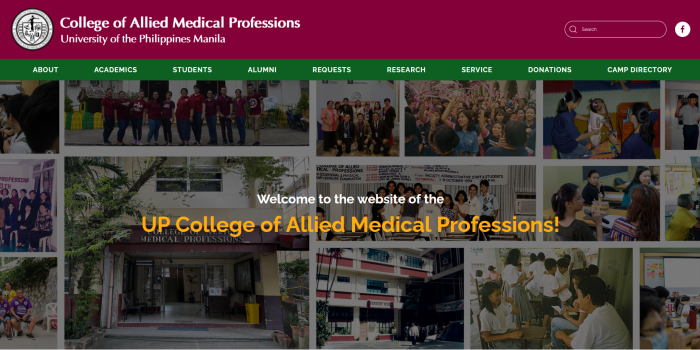 College of Allied Medical Professions
University of the Philippines Manila
Search
ABOUT
ACADEMICS
STUDENTS
ALUMNI
REQUESTS
RESEARCH
SERVICE
DONATIONS
CAMP DIRECTORY
Welcome to the website of the
UP College of Allied Medical Professions!
MEDICAL PROFESSIONS